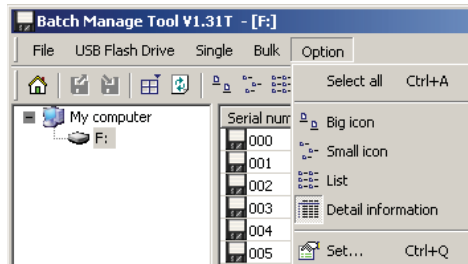 Batch Manage Tool V1.31T - [F:]
File USB Flash Drive Single Bulk Option
Select all Ctrl+A
My computer
F:
Serial num
000
001
002
003
004
005
Big icon
Small icon
List
Detail information
Set... Ctrl+Q